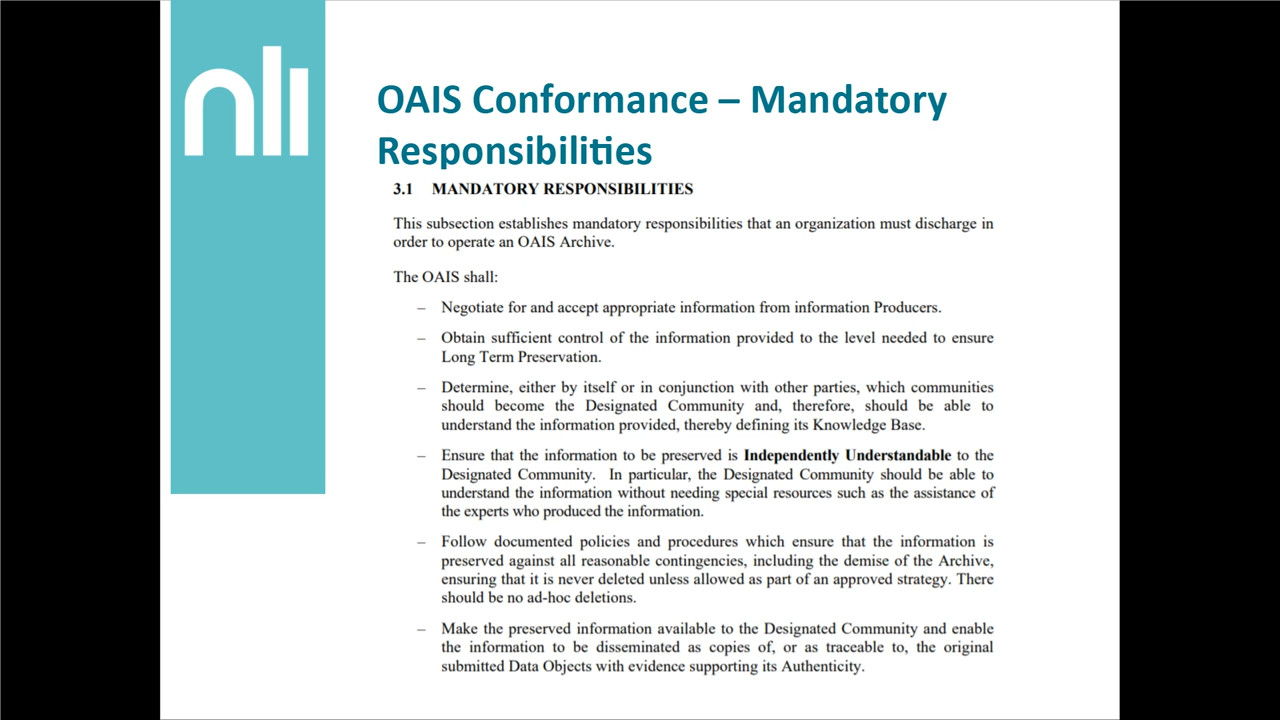 nli
OAIS Conformance – Mandatory
Responsibilities
3.1 MANDATORY RESPONSIBILITIES
This subsection establishes mandatory responsibilities that an organization must discharge in
order to operate an OAIS Archive.
The OAIS shall:
– Negotiate for and accept appropriate information from information Producers.
– Obtain sufficient control of the information provided to the level needed to ensure
Long Term Preservation.
– Determine, either by itself or in conjunction with other parties, which communities
should become the Designated Community and, therefore, should be able to
understand the information provided, thereby defining its Knowledge Base.
– Ensure that the information to be preserved is Independently Understandable to the
Designated Community. In particular, the Designated Community should be able to
understand the information without needing special resources such as the assistance of
the experts who produced the information.
– Follow documented policies and procedures which ensure that the information is
preserved against all reasonable contingencies, including the demise of the Archive,
ensuring that it is never deleted unless allowed as part of an approved strategy. There
should be no ad-hoc deletions.
– Make the preserved information available to the Designated Community and enable
the information to be disseminated as copies of, or as traceable to, the original
submitted Data Objects with evidence supporting its Authenticity.